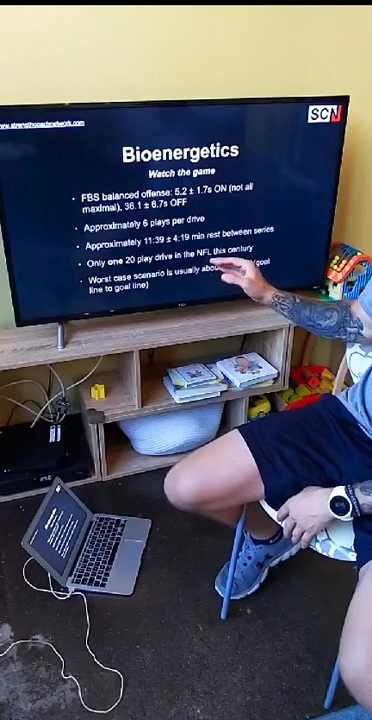 www.strengthcoachnetwork.com
SCN
Bioenergetics
Watch the game
• FBS balanced offense: 5.2 ± 1.7s ON (not all
maximal), 36.1 ± 6.7s OFF
• Approximately 6 plays per drive
• Approximately 11:39 ± 4:19 min rest between series
• Only one 20 play drive in the NFL this century
• Worst case scenario is usually about goal
line to goal line)
TCL